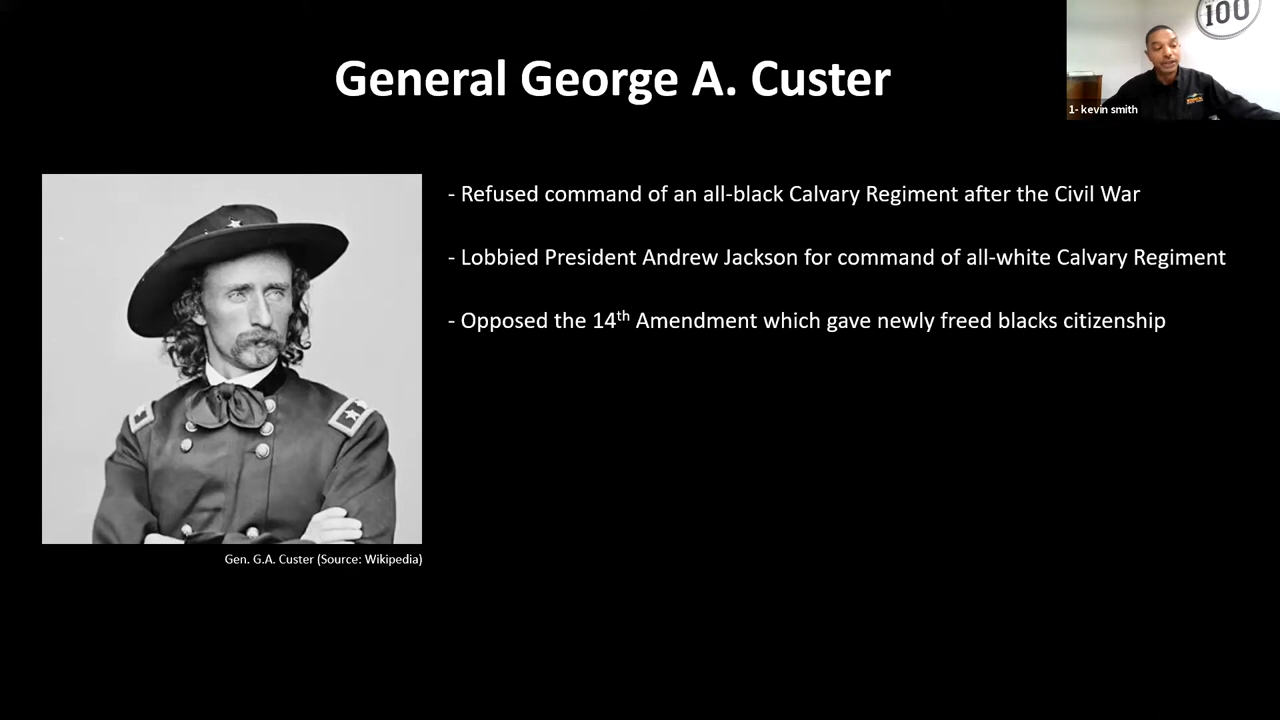 General George A. Custer
100
1- kevin smith
- Refused command of an all-black Calvary Regiment after the Civil War
- Lobbied President Andrew Jackson for command of all-white Calvary Regiment
- Opposed the 14th Amendment which gave newly freed blacks citizenship
Gen. G.A. Custer (Source: Wikipedia)